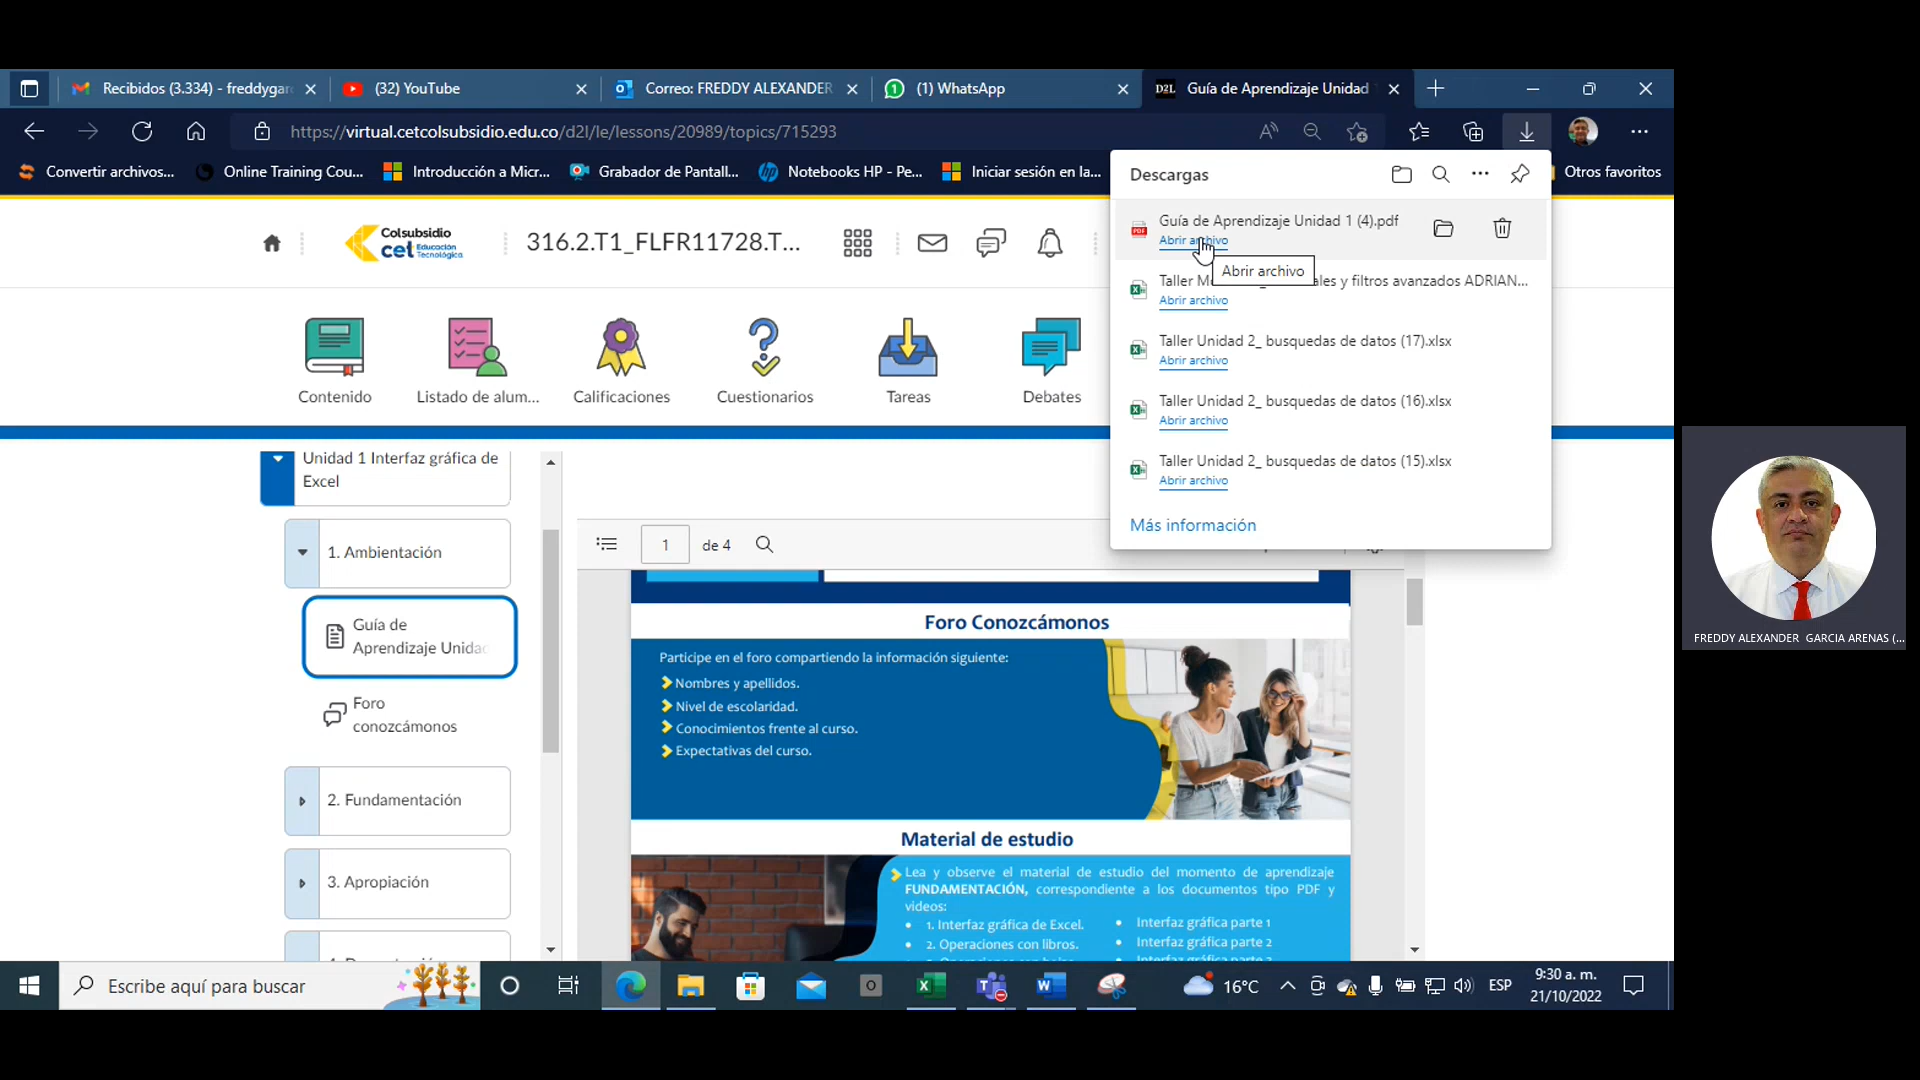 Recibidos (3.334) - freddygar
(32) YouTube
Correo: FREDDY ALEXANDER
(1) WhatsApp
D2L Guía de Aprendizaje Unidad
https://virtual.cetcolsubsidio.edu.co/d2l/le/lessons/20989/topics/715293
Convertir archivos...
Online Training Cou...
Introducción a Micr...
Grabador de Pantall...
Notebooks HP - Pe...
Iniciar sesión en la...
Otros favoritos
Descargas
Guía de Aprendizaje Unidad 1 (4).pdf
Abrir archivo
Abrir archivo
Taller M ales y filtros avanzados ADRIAN...
Abrir archivo
Taller Unidad 2_ busquedas de datos (17).xlsx
Abrir archivo
Taller Unidad 2_ busquedas de datos (16).xlsx
Abrir archivo
Taller Unidad 2_ busquedas de datos (15).xlsx
Abrir archivo
Más información
Colsubsidio
cet Educación Tecnológica
316.2.T1_FLFR11728.T...
Contenido
Listado de alum...
Calificaciones
Cuestionarios
Tareas
Debates
Unidad 1 Interfaz gráfica de
Excel
1. Ambientación
Guía de
Aprendizaje Unidad
Foro
conozcámonos
2. Fundamentación
3. Apropiación
1 de 4
Foro Conozcámonos
Participe en el foro compartiendo la información siguiente:
Nombres y apellidos.
Nivel de escolaridad.
Conocimientos frente al curso.
Expectativas del curso.
Material de estudio
Lea y observe el material de estudio del momento de aprendizaje
FUNDAMENTACIÓN, correspondiente a los documentos tipo PDF y
videos:
• 1. Interfaz gráfica de Excel.
• 2. Operaciones con libros.
• Interfaz gráfica parte 1
• Interfaz gráfica parte 2
FREDDY ALEXANDER GARCIA ARENAS (...
Escribe aquí para buscar
16°C
ESP
9:30 a. m.
21/10/2022